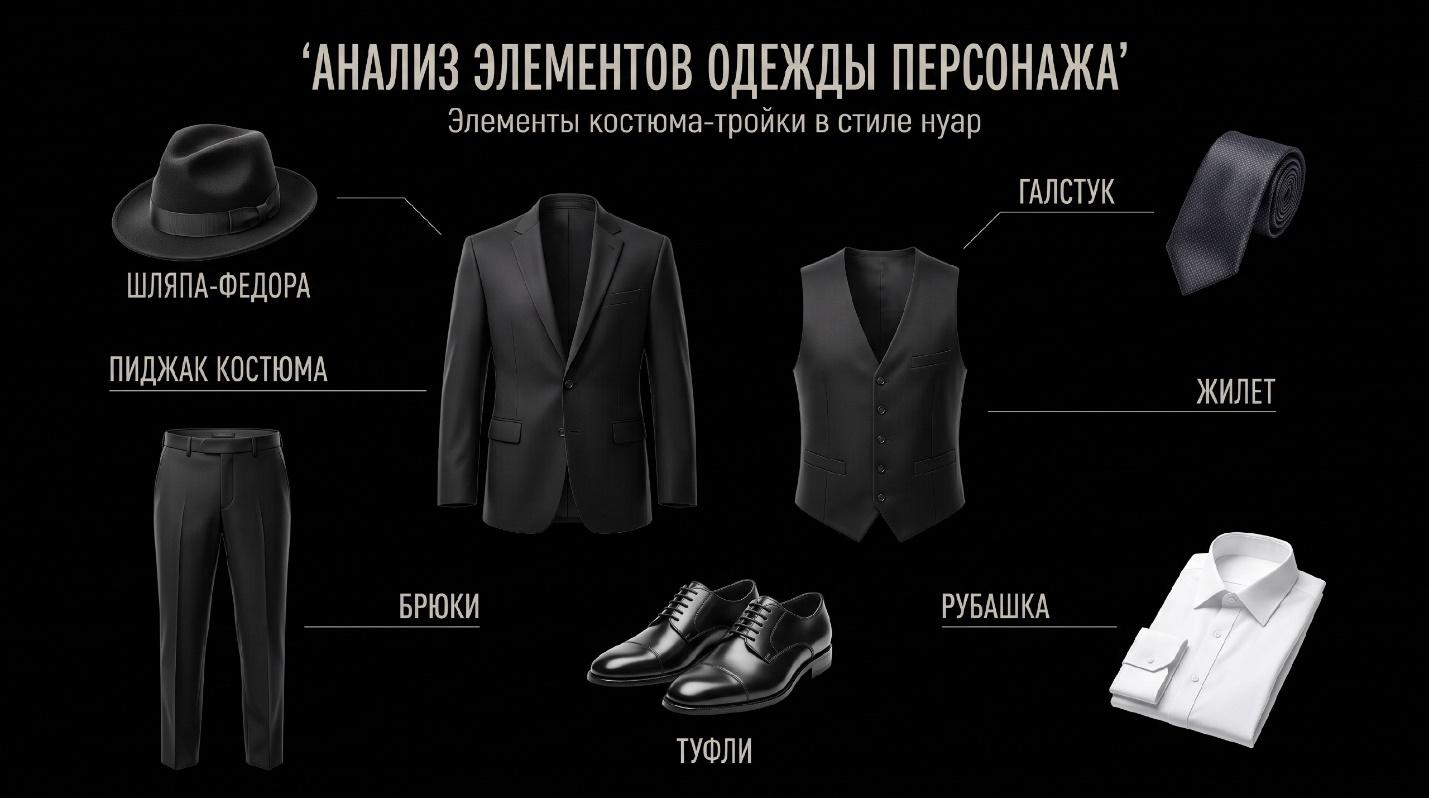 ‘АНАЛИЗ ЭЛЕМЕНТОВ ОДЕЖДЫ ПЕРСОНАЖА’
Элементы костюма-тройки в стиле нуар
ШЛЯПА-ФЕДОРА
ГАЛСТУК
ПИДЖАК КОСТЮМА
ЖИЛЕТ
БРЮКИ
РУБАШКА
ТУФЛИ